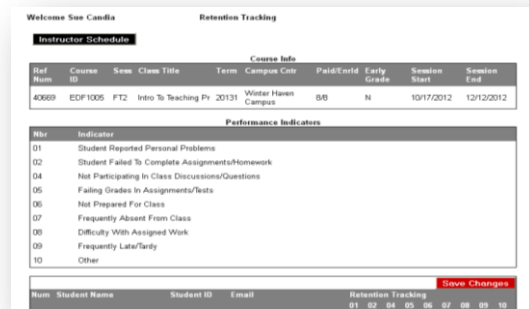 Welcome Sue Candia Retention Tracking
Instructor Schedule
Course Info
Ref Num Course ID Sess Class Title Term Campus Cntr Paid/Enrld Early Grade Session Start Session End
40669 EDF1005 FT2 Intro To Teaching Pr 20131 Winter Haven Campus 8/8 N 10/17/2012 12/12/2012
Performance Indicators
Nbr Indicator
01 Student Reported Personal Problems
02 Student Failed To Complete Assignments/Homework
04 Not Participating In Class Discussions/Questions
05 Failing Grades In Assignments/Tests
06 Not Prepared For Class
07 Frequently Absent From Class
08 Difficulty With Assigned Work
09 Frequently Late/Tardy
10 Other
Save Changes
Num Student Name Student ID Email Retention Tracking
01 02 04 05 06 07 08 09 10